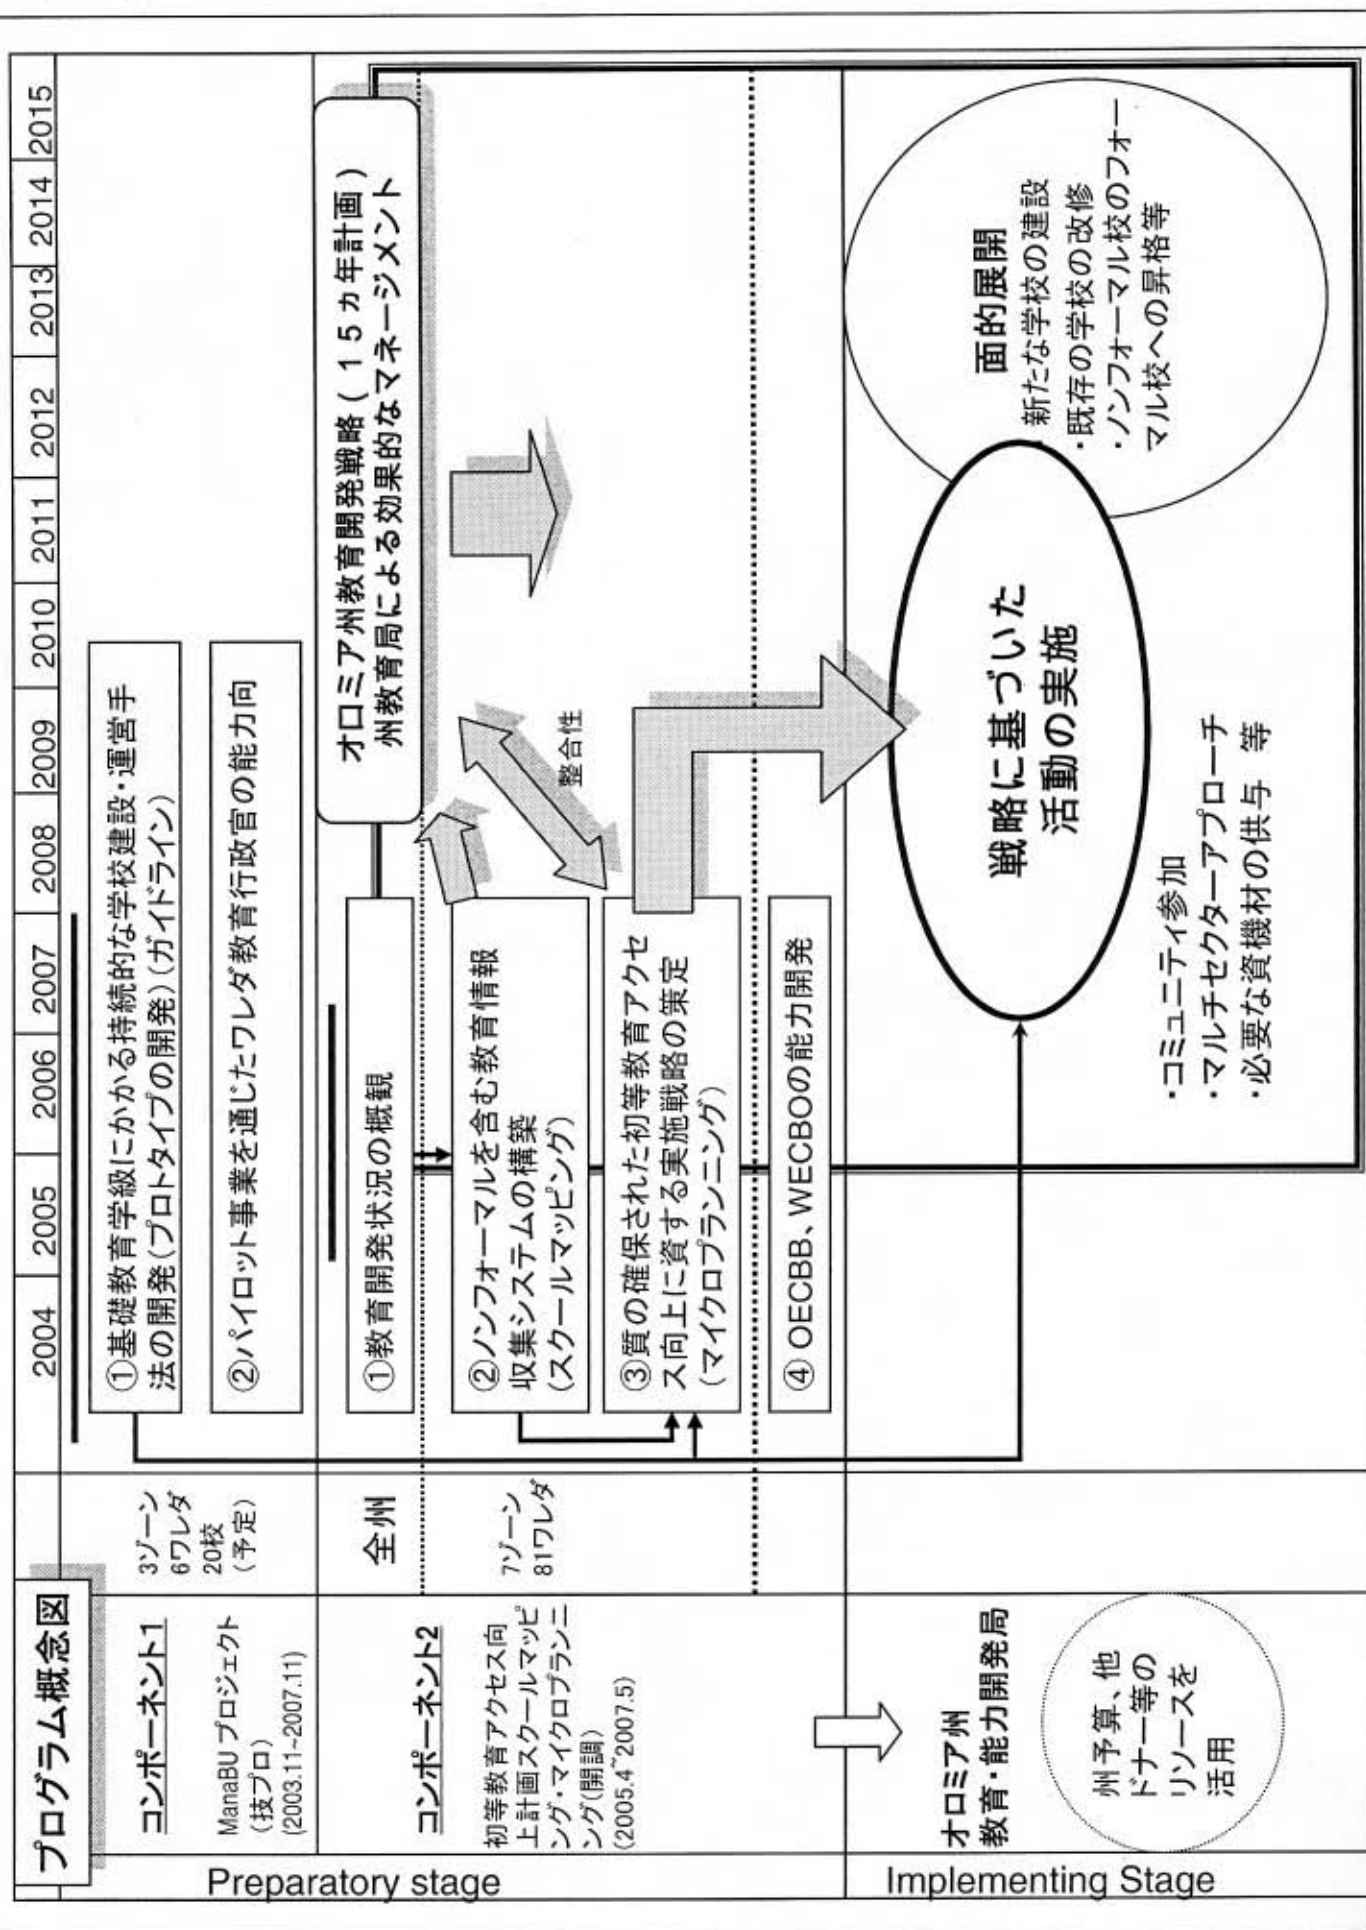 プログラム概念図
2004 2005 2006 2007 2008 2009 2010 2011 2012 2013 2014 2015
Preparatory stage
コンポーネント1
ManaBU プロジェクト
(技プロ)
(2003.11~2007.11)
3ゾーン
6ワレダ
20校
(予定)
①基礎教育学級にかかる持続的な学校建設・運営手
法の開発(プロトタイプの開発)(ガイドライン)
②パイロット事業を通じたワレダ教育行政官の能力向
コンポーネント2
初等教育アクセス向
上計画スクールマッピ
ング・マイクロプランニ
ング(開調)
(2005.4~2007.5)
全州
7ゾーン
81ワレダ
①教育開発状況の概観
②ノンフォーマルを含む教育情報
収集システムの構築
(スクールマッピング)
③質の確保された初等教育アクセ
ス向上に資する実施戦略の策定
(マイクロプランニング)
④ OECBB、WECBOの能力開発
オロミア州教育開発戦略(15ヵ年計画)
州教育局による効果的なマネージメント
整合性
Implementing Stage
オロミア州
教育・能力開発局
州予算、他
ドナー等の
リソースを
活用
戦略に基づいた
活動の実施
・コミュニティ参加
・マルチセクターアプローチ
・必要な資機材の供与 等
面的展開
新たな学校の建設
・既存の学校の改修
・ノンフォーマル校のフォー
マル校への昇格等